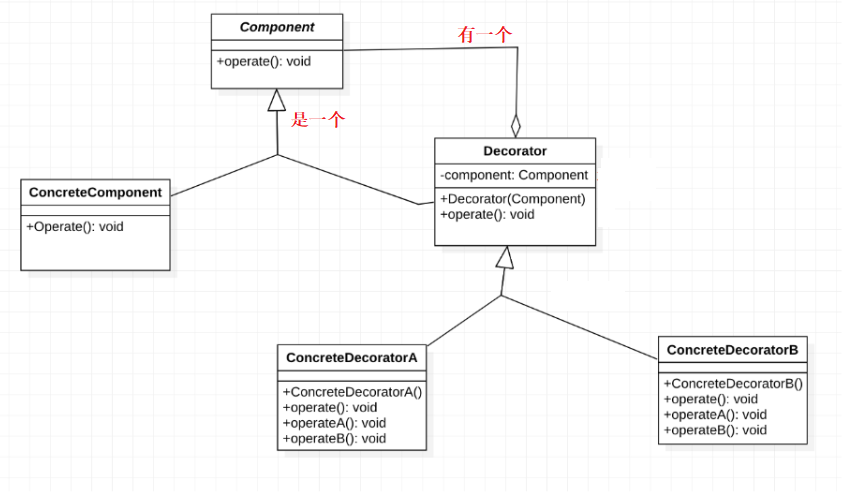 Component
+operate(): void
有一个
是一个
ConcreteComponent
+Operate(): void
Decorator
-component: Component
+Decorator(Component)
+operate(): void
ConcreteDecoratorA
+ConcreteDecoratorA()
+operate(): void
+operateA(): void
+operateB(): void
ConcreteDecoratorB
+ConcreteDecoratorB()
+operate(): void
+operateA(): void
+operateB(): void